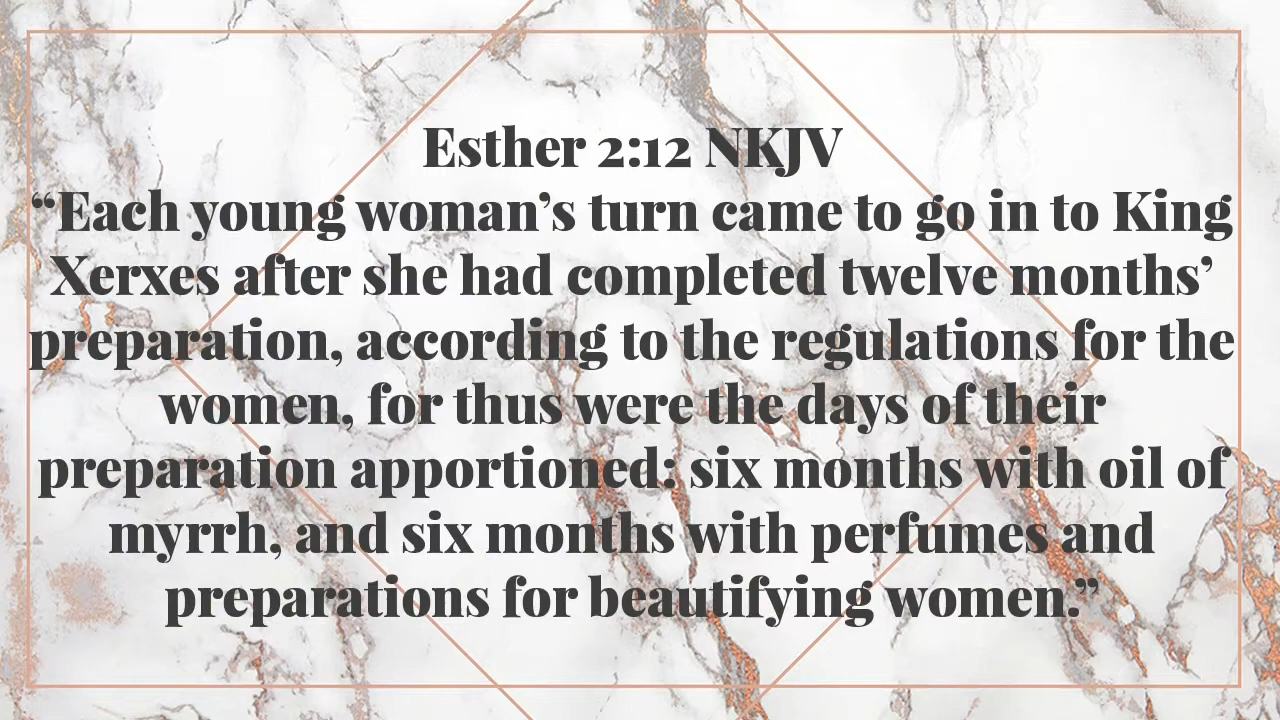 Esther 2:12 NKJV
“Each young woman’s turn came to go in to King
Xerxes after she had completed twelve months’
preparation, according to the regulations for the
women, for thus were the days of their
preparation apportioned: six months with oil of
myrrh, and six months with perfumes and
preparations for beautifying women.”